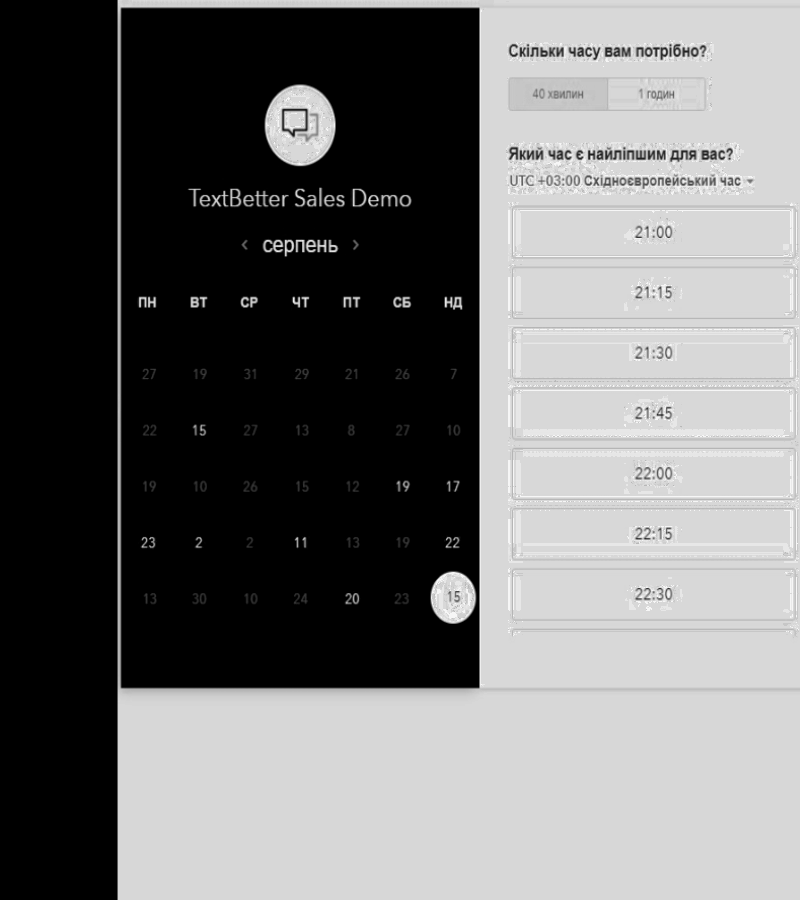 TextBetter Sales Demo
‹ серпень ›
ПН ВТ СР ЧТ ПТ СБ НД
27 19 31 29 21 26 7
22 15 27 13 8 27 10
19 10 26 15 12 19 17
23 2 2 11 13 19 22
13 30 10 24 20 23 15
Скільки часу вам потрібно?
40 хвилин 1 годин
Який час є найліпшим для вас?
UTC +03:00 Східноєвропейський час
21:00
21:15
21:30
21:45
22:00
22:15
22:30